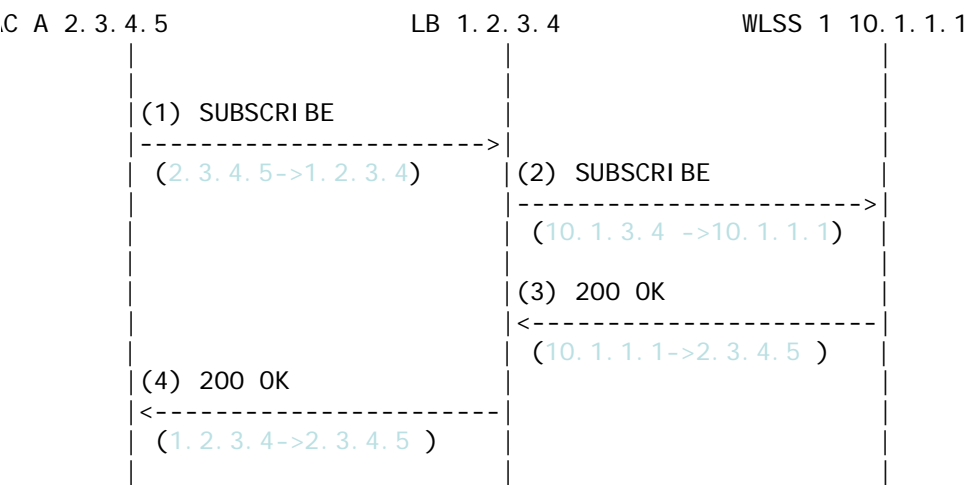 C A 2.3.4.5 LB 1.2.3.4 WLSS 1 10.1.1.1
(1) SUBSCRIBE
----------------------->
(2.3.4.5->1.2.3.4) (2) SUBSCRIBE
----------------------->
(10.1.3.4 ->10.1.1.1)
(3) 200 OK
<-----------------------
(10.1.1.1->2.3.4.5 )
(4) 200 OK
<-----------------------
(1.2.3.4->2.3.4.5 )